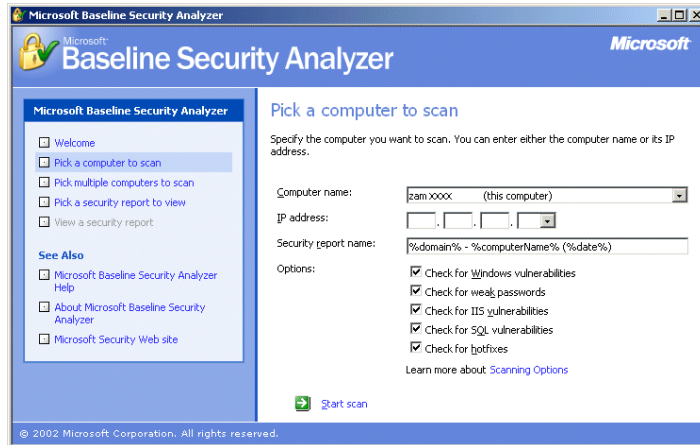 Microsoft Baseline Security Analyzer
Microsoft
Baseline Security Analyzer
Microsoft
Microsoft Baseline Security Analyzer
Welcome
Pick a computer to scan
Pick multiple computers to scan
Pick a security report to view
View a security report
See Also
Microsoft Baseline Security Analyzer
Help
About Microsoft Baseline Security
Analyzer
Microsoft Security Web site
Pick a computer to scan
Specify the computer you want to scan. You can enter either the computer name or its IP
address.
Computer name: zam xxxx (this computer)
IP address: . . .
Security report name: %domain% - %computerName% (%date%)
Options: Check for Windows vulnerabilities
Check for weak passwords
Check for IIS vulnerabilities
Check for SQL vulnerabilities
Check for hotfixes
Learn more about Scanning Options
Start scan
© 2002 Microsoft Corporation. All rights reserved.